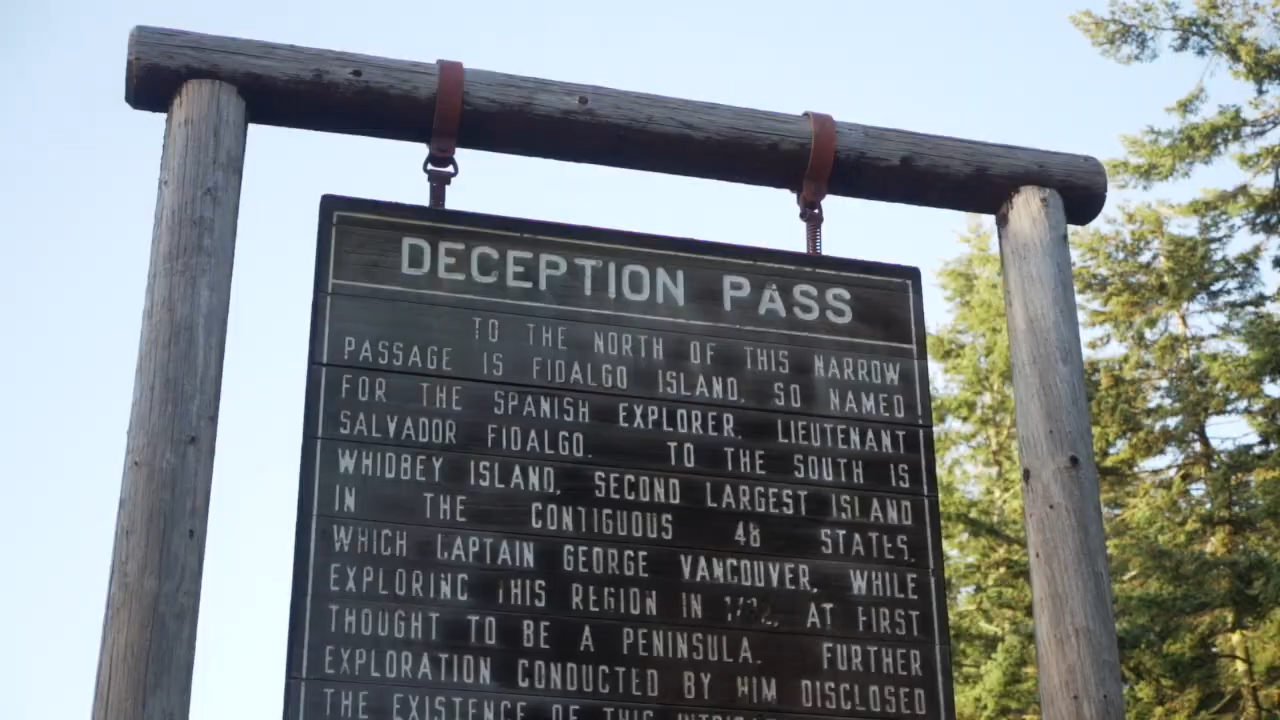 DECEPTION PASS
TO THE NORTH OF THIS NARROW
PASSAGE IS FIDALGO ISLAND, SO NAMED
FOR THE SPANISH EXPLORER, LIEUTENANT
SALVADOR FIDALGO. TO THE SOUTH IS
WHIDBEY ISLAND, SECOND LARGEST ISLAND
IN THE CONTIGUOUS 48 STATES,
WHICH CAPTAIN GEORGE VANCOUVER, WHILE
EXPLORING THIS REGION IN 1792, AT FIRST
THOUGHT TO BE A PENINSULA. FURTHER
EXPLORATION CONDUCTED BY HIM DISCLOSED
THE EXISTENCE OF THIS